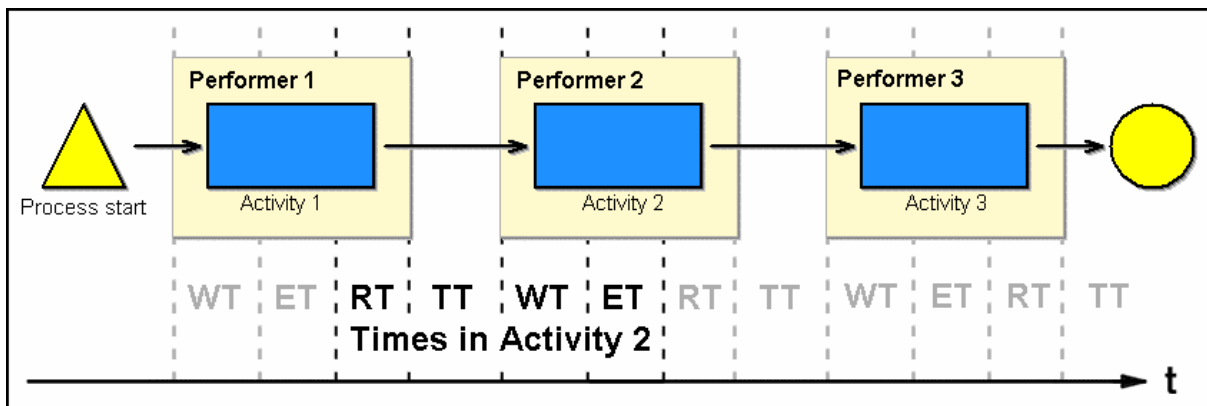 Performer 1
Performer 2
Performer 3
Process start
Activity 1
Activity 2
Activity 3
WT ET RT TT WT ET RT TT WT ET RT TT
Times in Activity 2
t